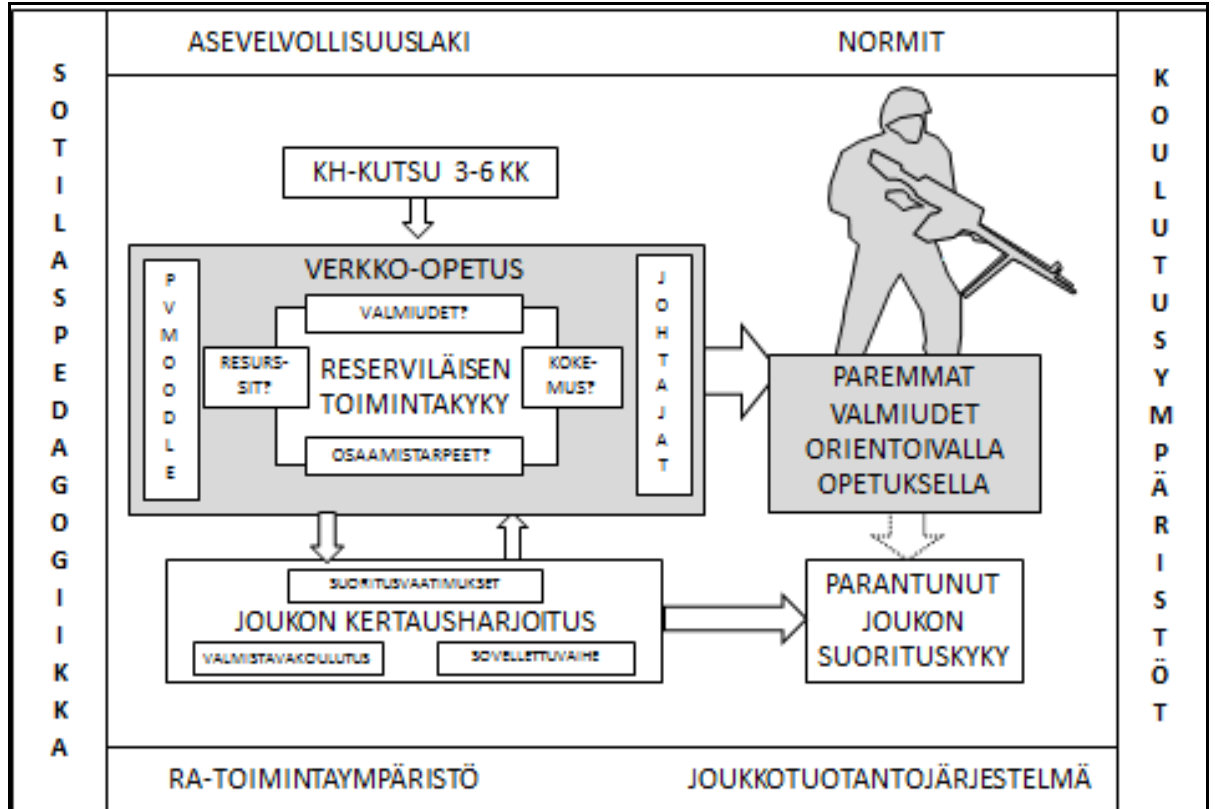 ASEVELVOLLISUUSLAKI
NORMIT
SOTILASPEDAGOGIIKKA
KOULUTUSYMPÄRISTÖT
KH-KUTSU 3-6 KK
VERKKO-OPETUS
PVMOODLE
JOHTAJAT
VALMIUDET?
RESURS-
SIT?
RESERVILÄISEN
TOIMINTAKYKY
KOKE-
MUS?
OSAAMISTARPEET?
PAREMMAT
VALMIUDET
ORIENTOIVALLA
OPETUKSELLA
SUORITUSVAATIMUKSET
JOUKON KERTAUSHARJOITUS
VALMISTAVAKOULUTUS
SOVELLETTUVAIHE
PARANTUNUT
JOUKON
SUORITUSKYKY
RA-TOIMINTAYMPÄRISTÖ
JOUKKOTUOTANTOJÄRJESTELMÄ